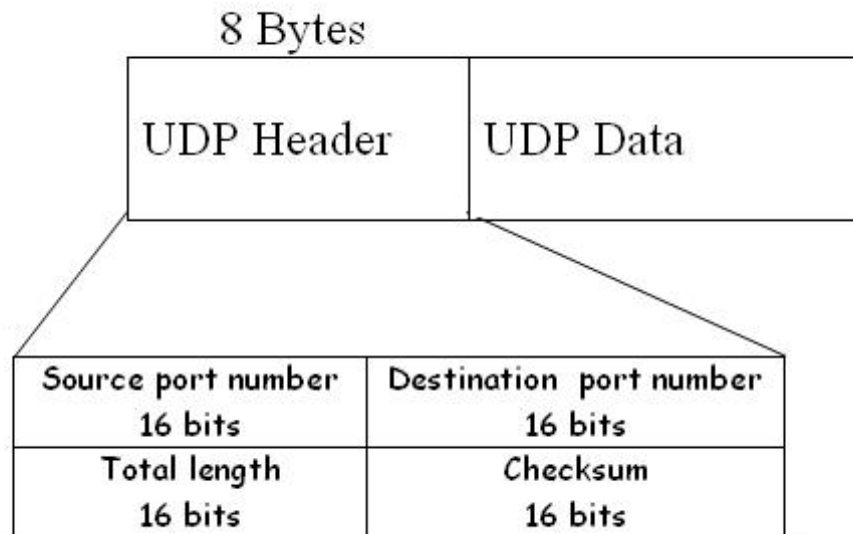 8 Bytes
UDP Header
UDP Data
Source port number
16 bits
Destination port number
16 bits
Total length
16 bits
Checksum
16 bits